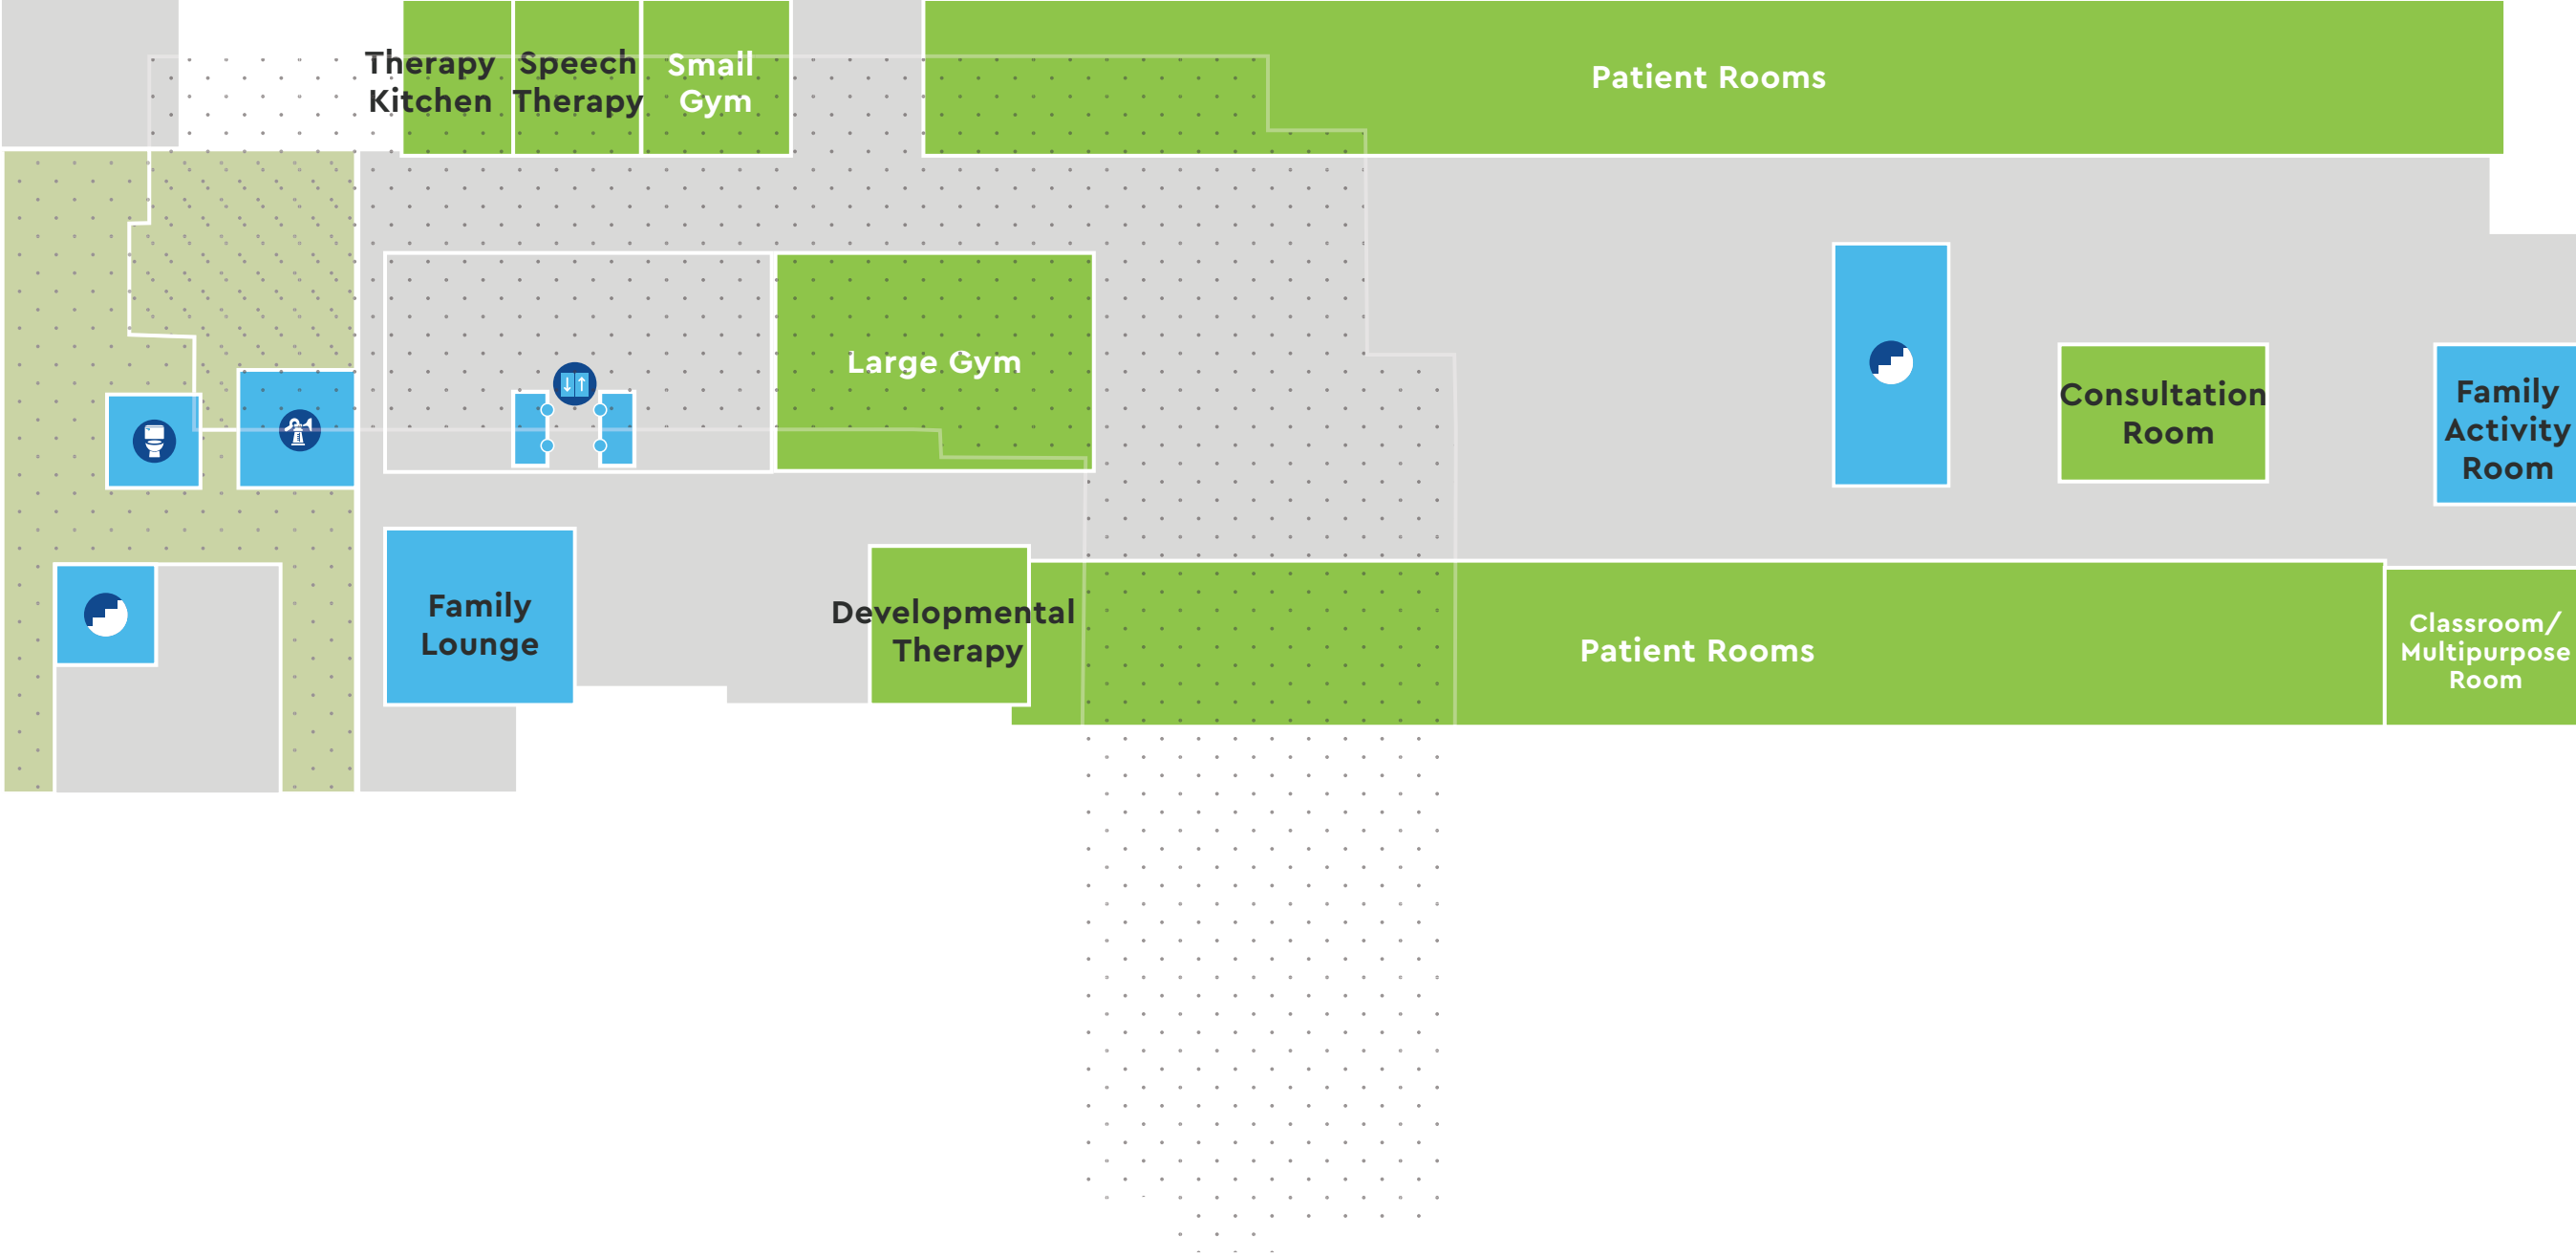 Therapy
Kitchen
Speech
Therapy
Small
Gym
Patient Rooms
Large Gym
Consultation
Room
Family
Activity
Room
Family
Lounge
Developmental
Therapy
Patient Rooms
Classroom/
Multipurpose
Room